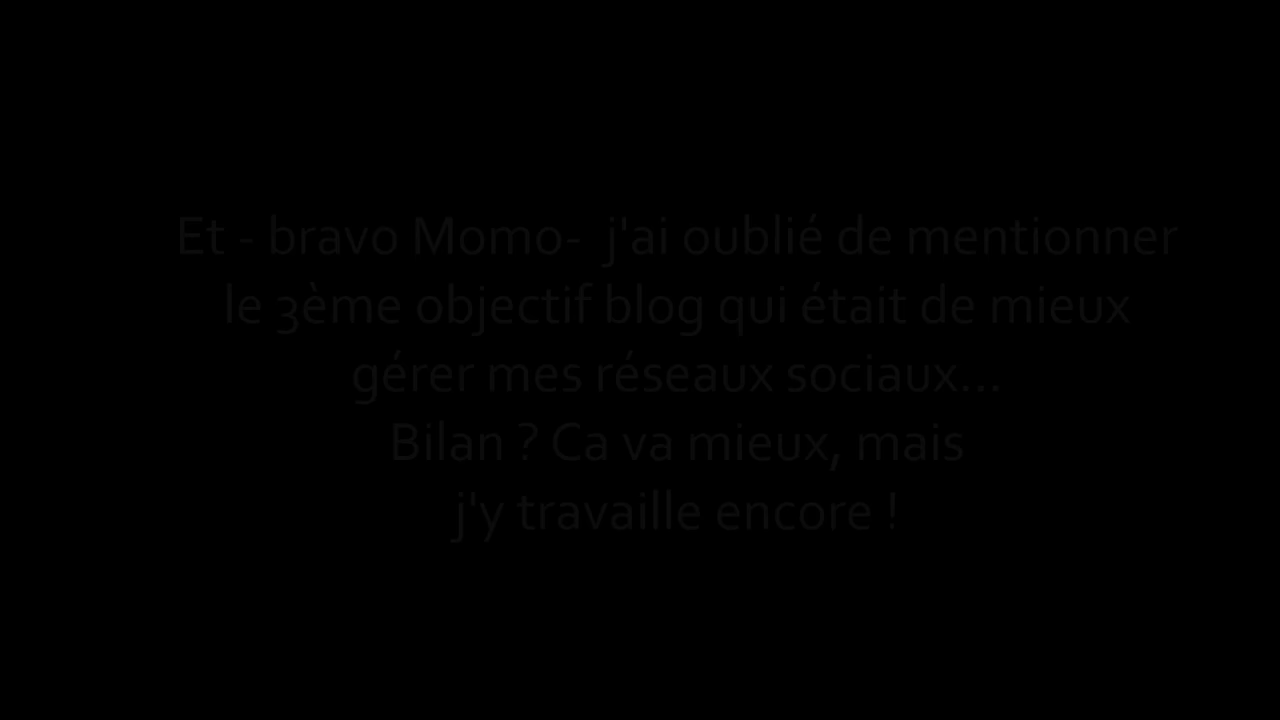 Et - bravo Momo-  j'ai oublié de mentionner
le 3ème objectif blog qui était de mieux
gérer mes réseaux sociaux...
Bilan ? Ca va mieux, mais
j'y travaille encore !